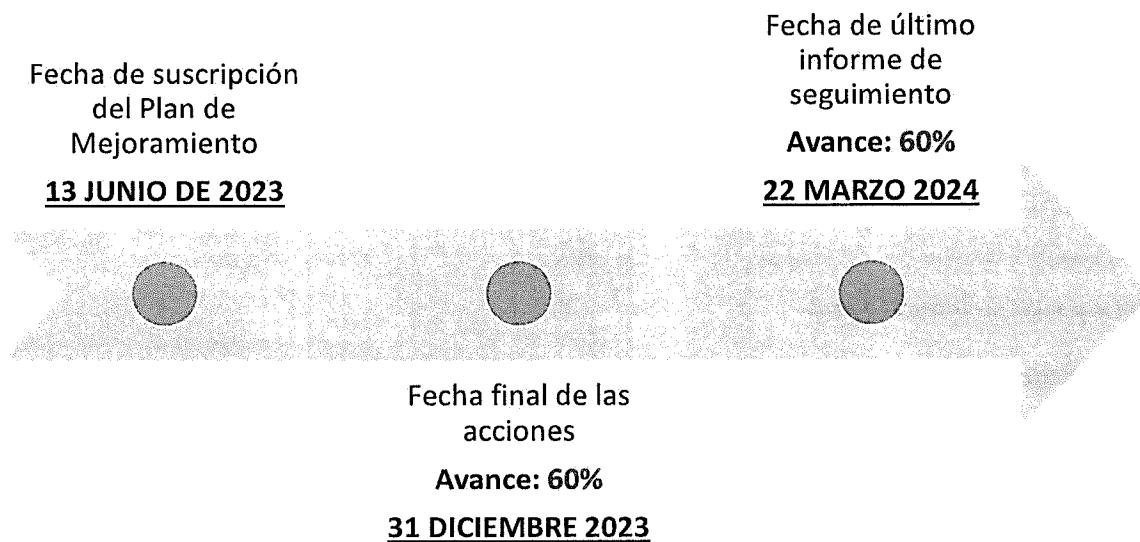 Fecha de suscripción
del Plan de
Mejoramiento
13 JUNIO DE 2023
Fecha final de las
acciones
Avance: 60%
31 DICIEMBRE 2023
Fecha de último
informe de
seguimiento
Avance: 60%
22 MARZO 2024